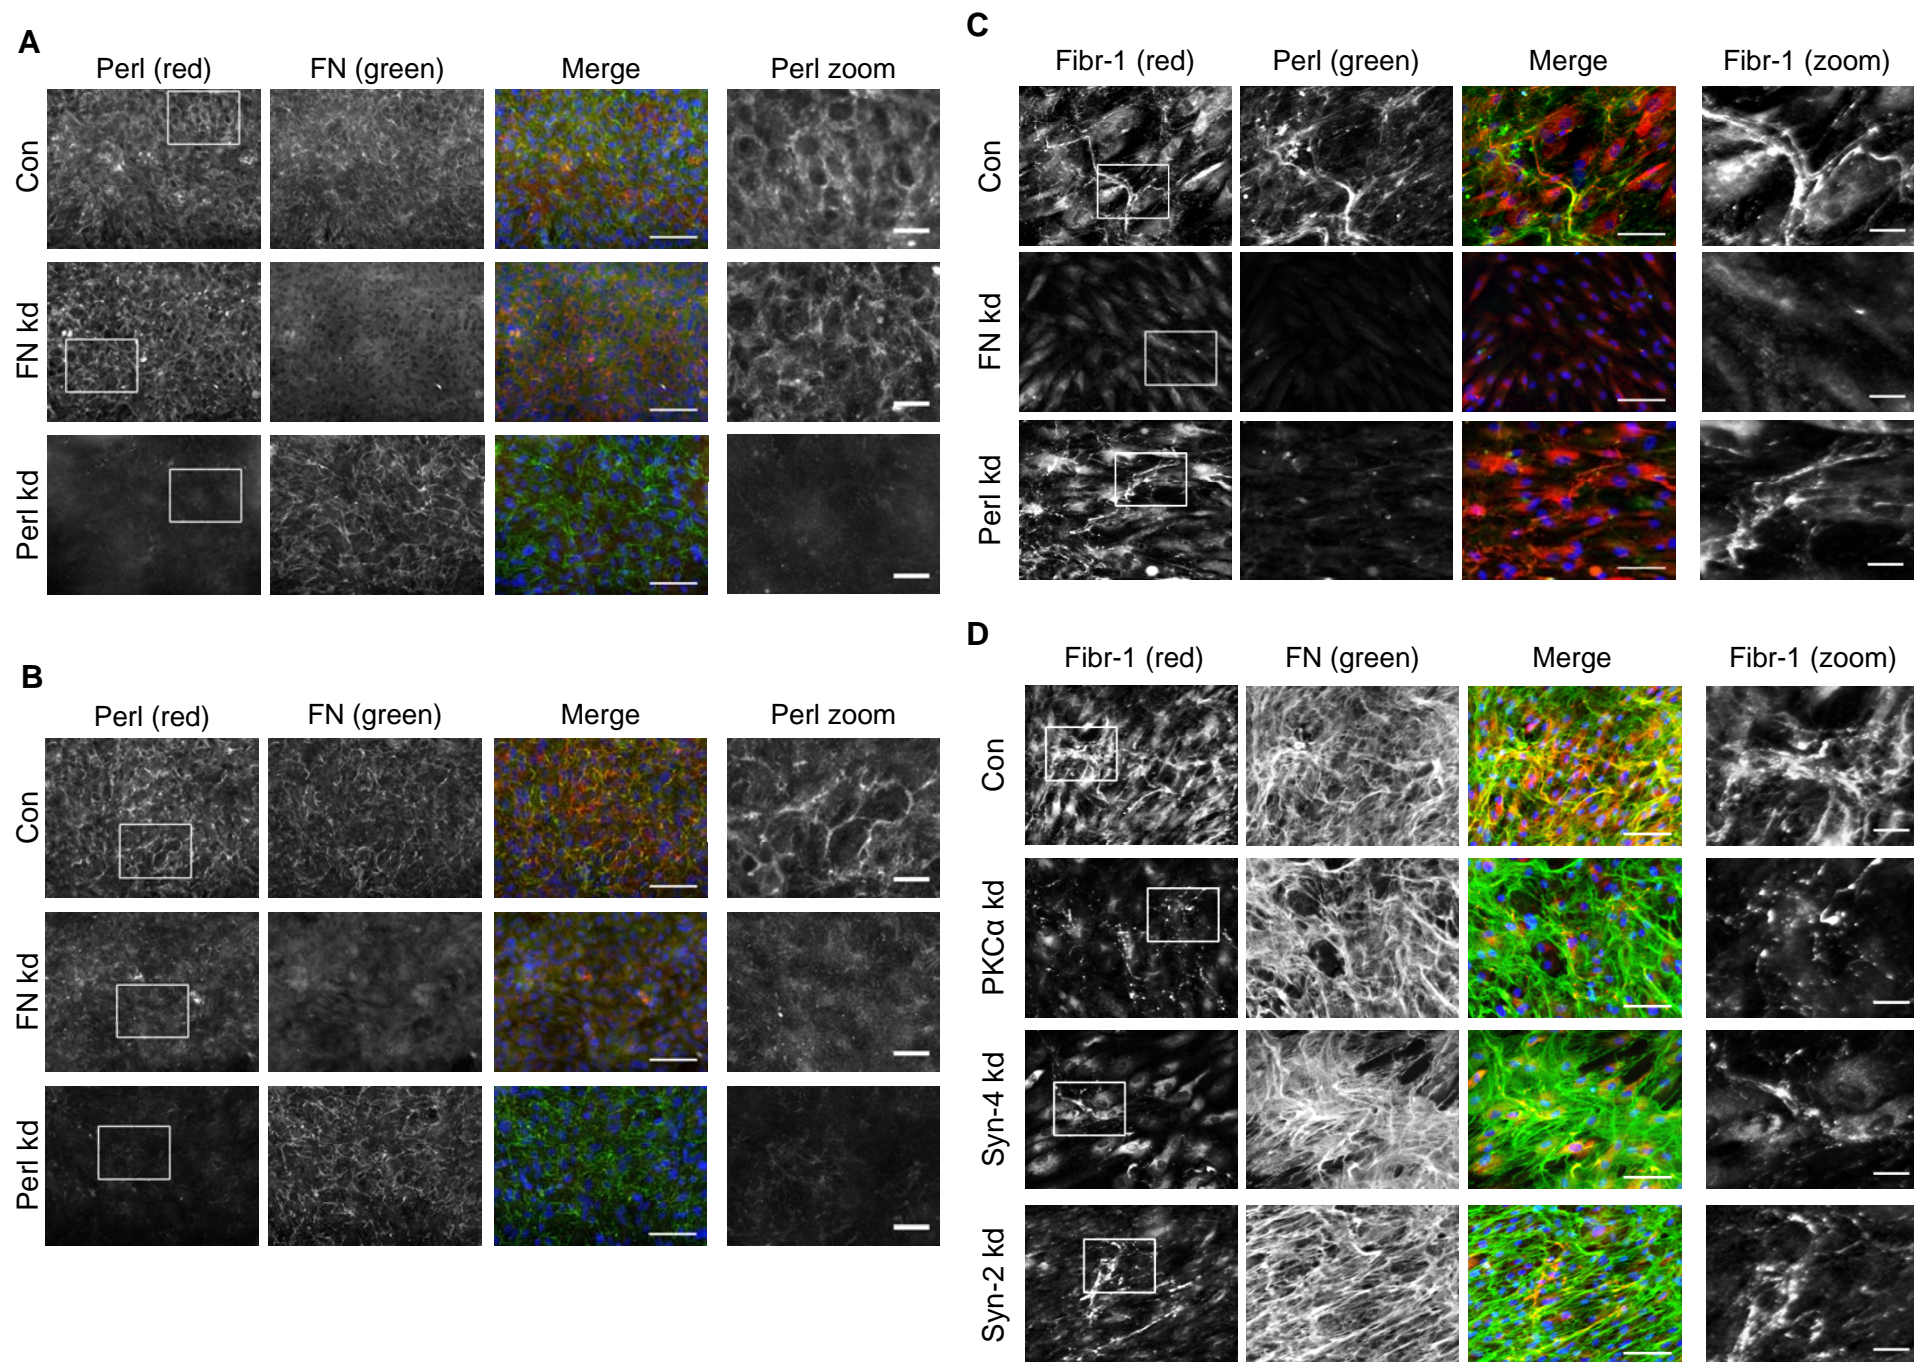 A
Perl (red) FN (green) Merge Perl zoom
Con
FN kd
Perl kd
B
Perl (red) FN (green) Merge Perl zoom
Con
FN kd
Perl kd
C
Fibr-1 (red) Perl (green) Merge Fibr-1 (zoom)
Con
FN kd
Perl kd
D
Fibr-1 (red) FN (green) Merge Fibr-1 (zoom)
Con
PKCα kd
Syn-4 kd
Syn-2 kd